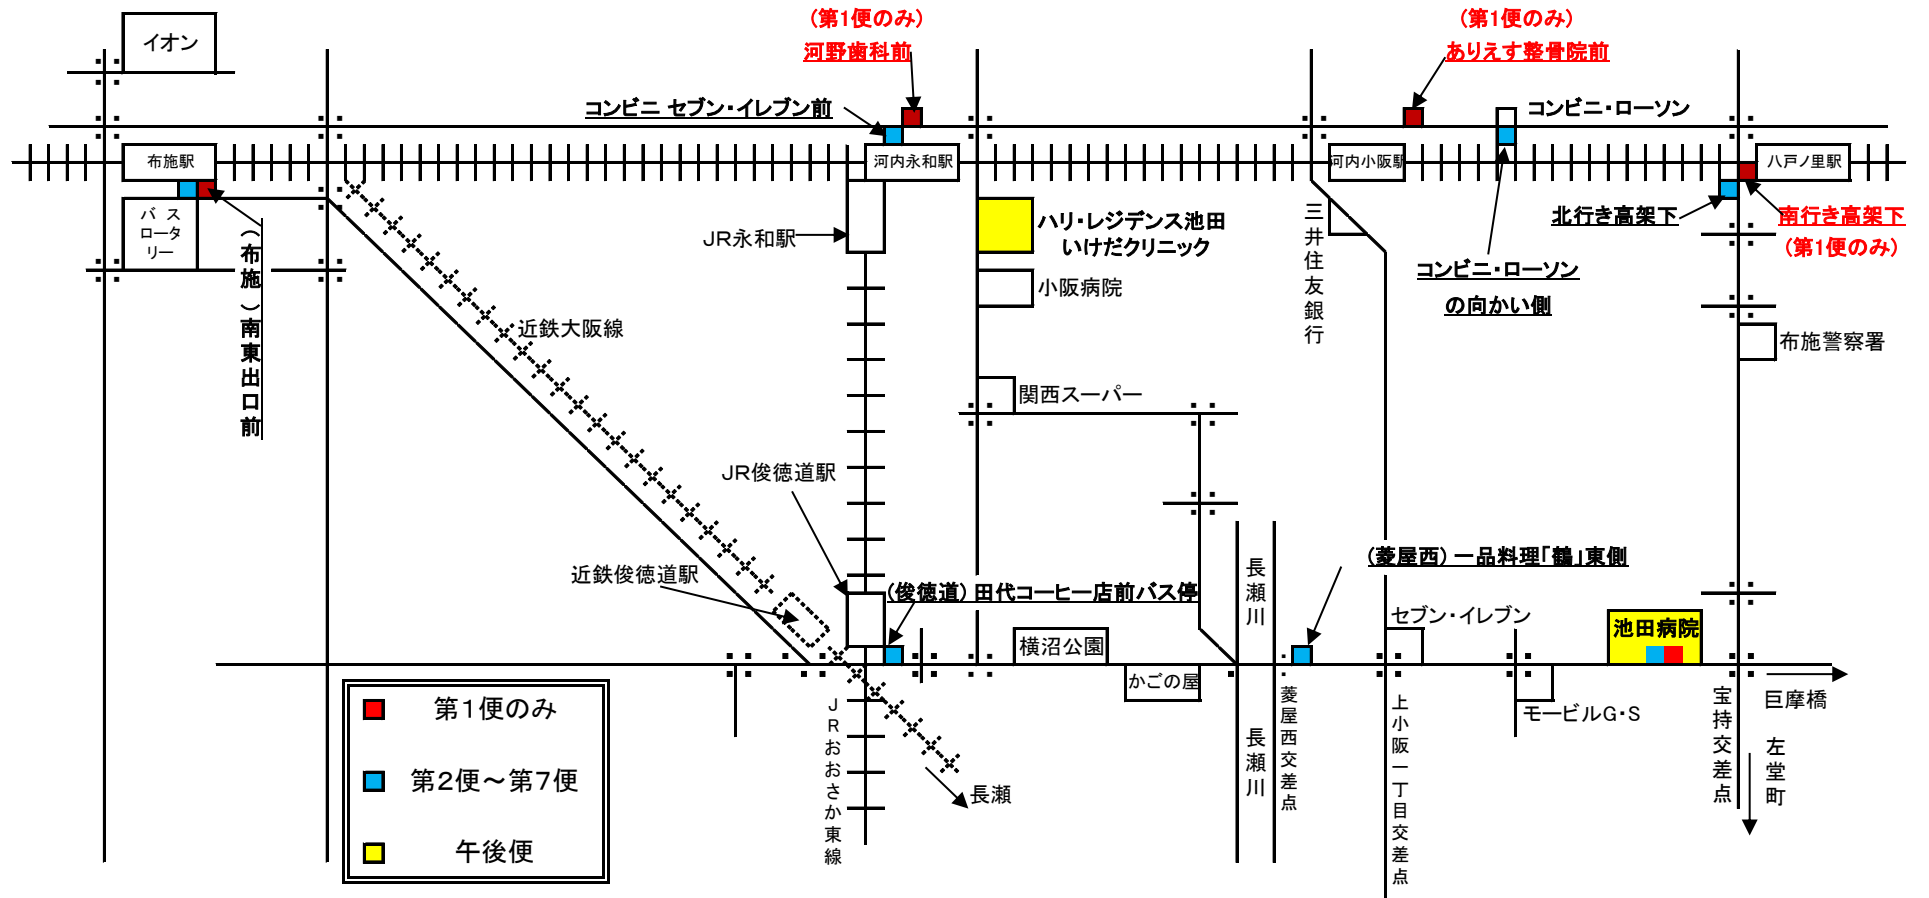 (第1便のみ)
河野歯科前
(第1便のみ)
ありえす整骨院前
イオン
コンビニ セブン・イレブン前
コンビニ・ローソン
布施駅
河内永和駅
河内小阪駅
八戸ノ里駅
バス
ロータ
リー
(布施)南東出口前
JR永和駅
ハリ・レジデンス池田
いけだクリニック
小阪病院
三井住友銀行
北行き高架下
南行き高架下
(第1便のみ)
コンビニ・ローソン
の向かい側
近鉄大阪線
布施警察署
関西スーパー
JR俊徳道駅
近鉄俊徳道駅
(俊徳道) 田代コーヒー店前バス停
長瀬川
(菱屋西) 一品料理「鶴」東側
セブン・イレブン
池田病院
横沼公園
かごの屋
モービルG・S
巨摩橋
第1便のみ
第2便~第7便
午後便
JRおおさか東線
長瀬
長瀬川
菱屋西交差点
上小阪一丁目交差点
宝持交差点
左堂町